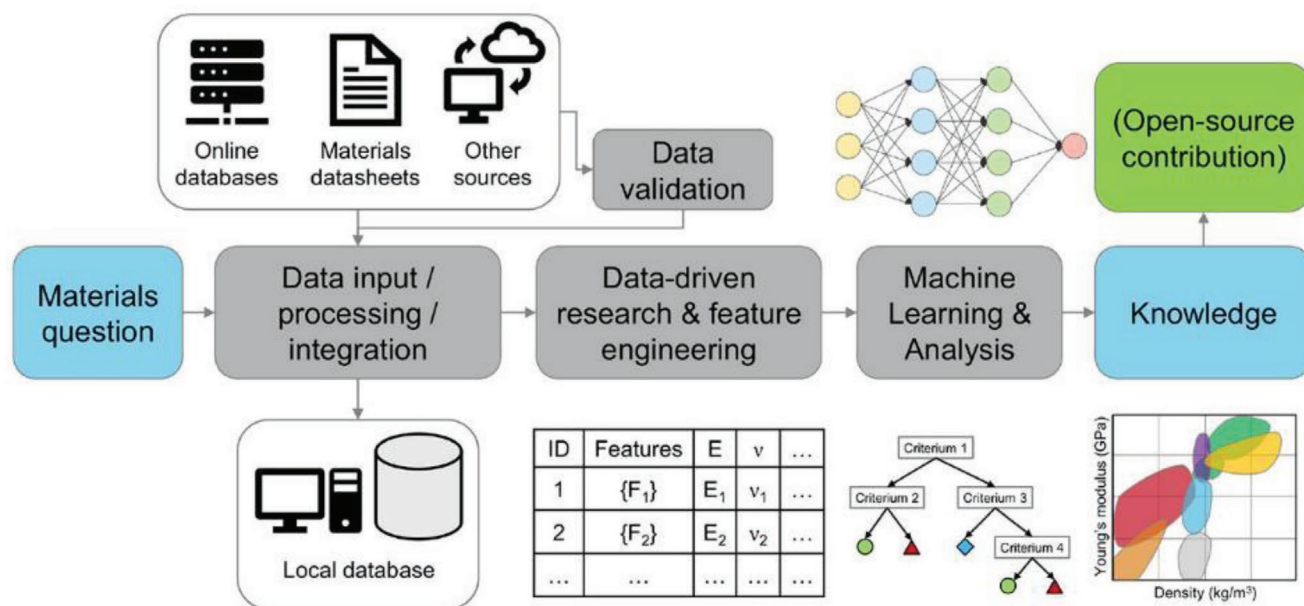 Online
databases
Materials
datasheets
Other
sources
Data
validation
(Open-source
contribution)
Materials
question
Data input /
processing /
integration
Data-driven
research & feature
engineering
Machine
Learning &
Analysis
Knowledge
Local database
ID Features E ν ...
1 {F₁} E₁ ν₁ ...
2 {F₂} E₂ ν₂ ...
... ... ... ... ...
Criterium 1
Criterium 2
Criterium 3
Criterium 4
Young's modulus (GPa)
Density (kg/m³)